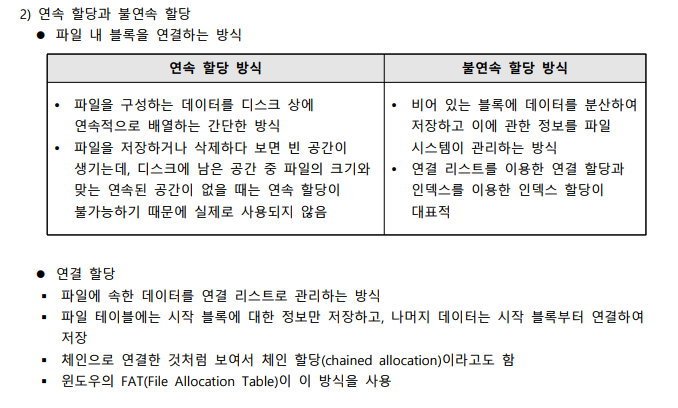 2) 연속 할당과 불연속 할당
● 파일 내 블록을 연결하는 방식
연속 할당 방식
불연속 할당 방식
• 파일을 구성하는 데이터를 디스크 상에
연속적으로 배열하는 간단한 방식
• 파일을 저장하거나 삭제하다 보면 빈 공간이
생기는데, 디스크에 남은 공간 중 파일의 크기와
맞는 연속된 공간이 없을 때는 연속 할당이
불가능하기 때문에 실제로 사용되지 않음
• 비어 있는 블록에 데이터를 분산하여
저장하고 이에 관한 정보를 파일
시스템이 관리하는 방식
• 연결 리스트를 이용한 연결 할당과
인덱스를 이용한 인덱스 할당이
대표적
● 연결 할당
▪ 파일에 속한 데이터를 연결 리스트로 관리하는 방식
▪ 파일 테이블에는 시작 블록에 대한 정보만 저장하고, 나머지 데이터는 시작 블록부터 연결하여
저장
▪ 체인으로 연결한 것처럼 보여서 체인 할당(chained allocation)이라고도 함
▪ 윈도우의 FAT(File Allocation Table)이 이 방식을 사용